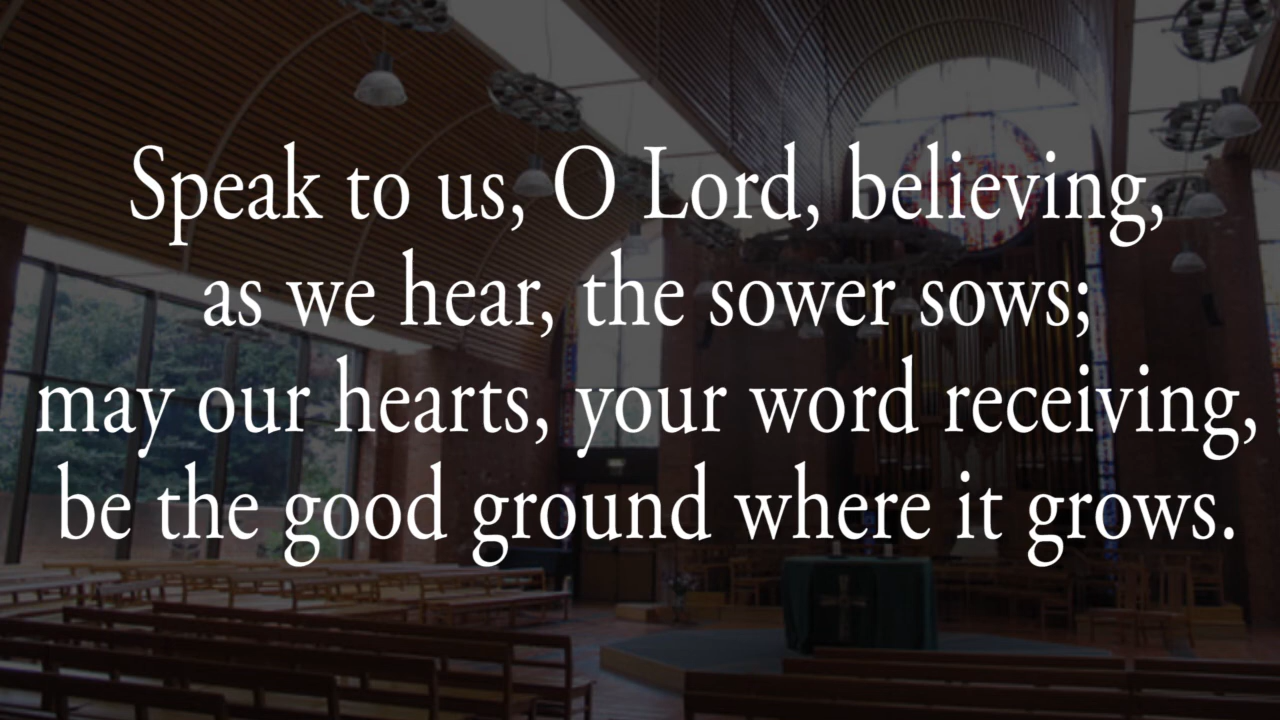 Speak to us, O Lord, believing,
as we hear, the sower sows;
may our hearts, your word receiving,
be the good ground where it grows.